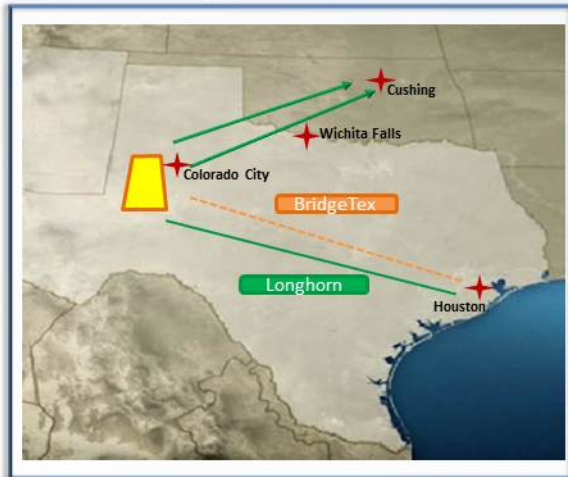 Cushing
Wichita Falls
Colorado City
BridgeTex
Longhorn
Houston